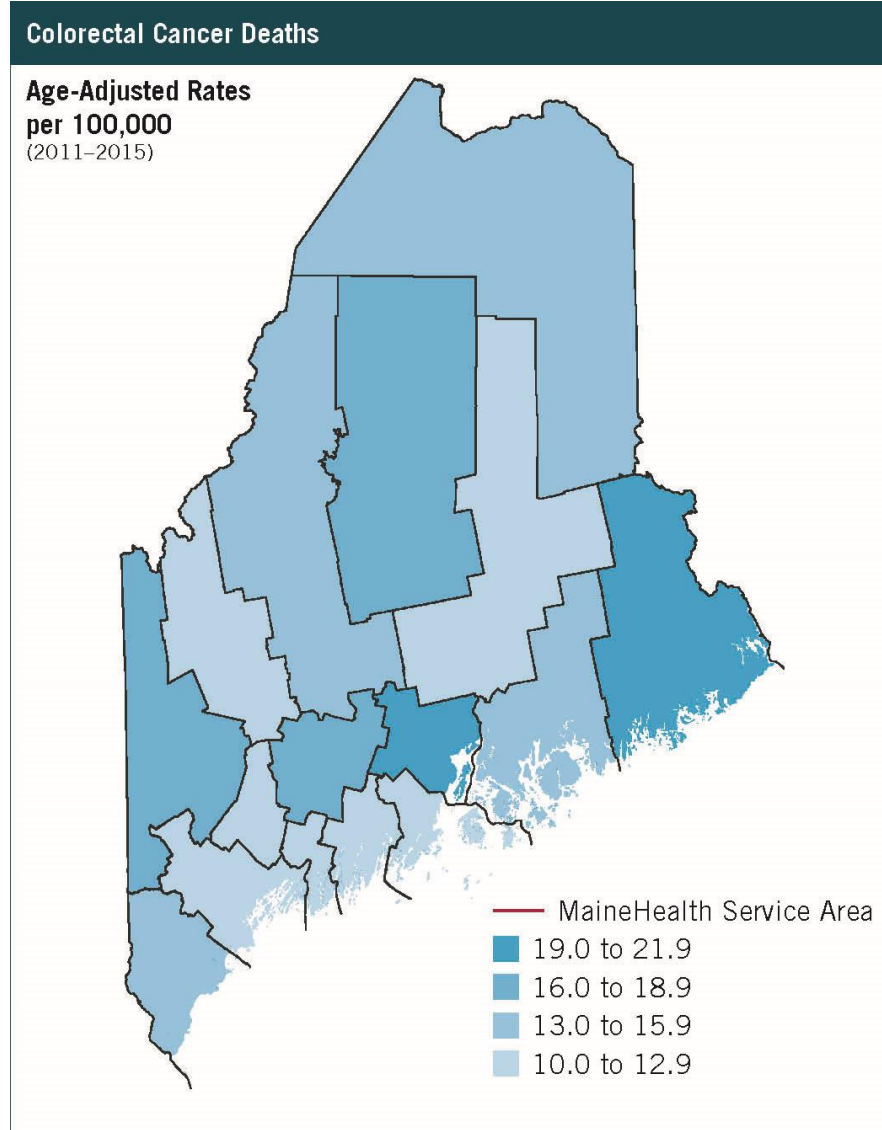 Colorectal Cancer Deaths
Age-Adjusted Rates
per 100,000
(2011–2015)
MaineHealth Service Area
19.0 to 21.9
16.0 to 18.9
13.0 to 15.9
10.0 to 12.9